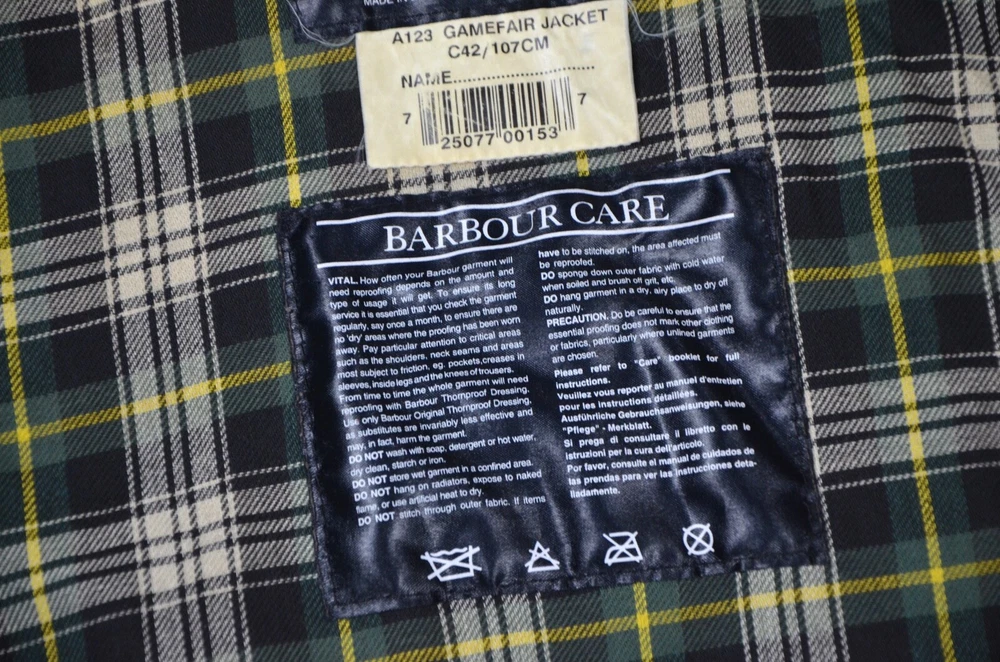 MADE IN
A123 GAMEFAIR JACKET
C42/107CM
NAME..............................
7 25077 00153 7
BARBOUR CARE
VITAL. How often your Barbour garment will
need reproofing depends on the amount and
type of usage it will get. To ensure its long
service it is essential that you check the garment
regularly, say once a month, to ensure there are
no 'dry' areas where the proofing has been worn
away. Pay particular attention to critical areas
such as the shoulders, neck seams and areas
most subject to friction, eg. pockets,creases in
sleeves, inside legs and the knees of trousers.
From time to time the whole garment will need
reproofing with Barbour Thornproof Dressing.
Use only Barbour Original Thornproof Dressing,
as substitutes are invariably less effective and
may, in fact, harm the garment.
DO NOT wash with soap, detergent or hot water,
dry clean, starch or iron.
DO NOT store wet garment in a confined area.
DO NOT hang on radiators, expose to naked
flame, or use artificial heat to dry.
DO NOT stitch through outer fabric. If items
have to be stitched on, the area affected must
be reproofed.
DO sponge down outer fabric with cold water
when soiled and brush off grit, etc.
DO hang garment in a dry, airy place to dry off
naturally.
PRECAUTION. Do be careful to ensure that the
essential proofing does not mark other clothing
or fabrics, particularly where unlined garments
are chosen.
Please refer to "Care" booklet for full
instructions.
Veuillez vous reporter au manuel d'entretien
pour les instructions détaillées.
Ausführliche Gebrauchsanweisungen, siehe
"Pflege" - Merkblatt.
Si prega di consultare il libretto con le
istruzioni per la cura dell'articolo.
Por favor, consulte el manual de cuidados de
las prendas para ver las instrucciones deta-
lladamente.